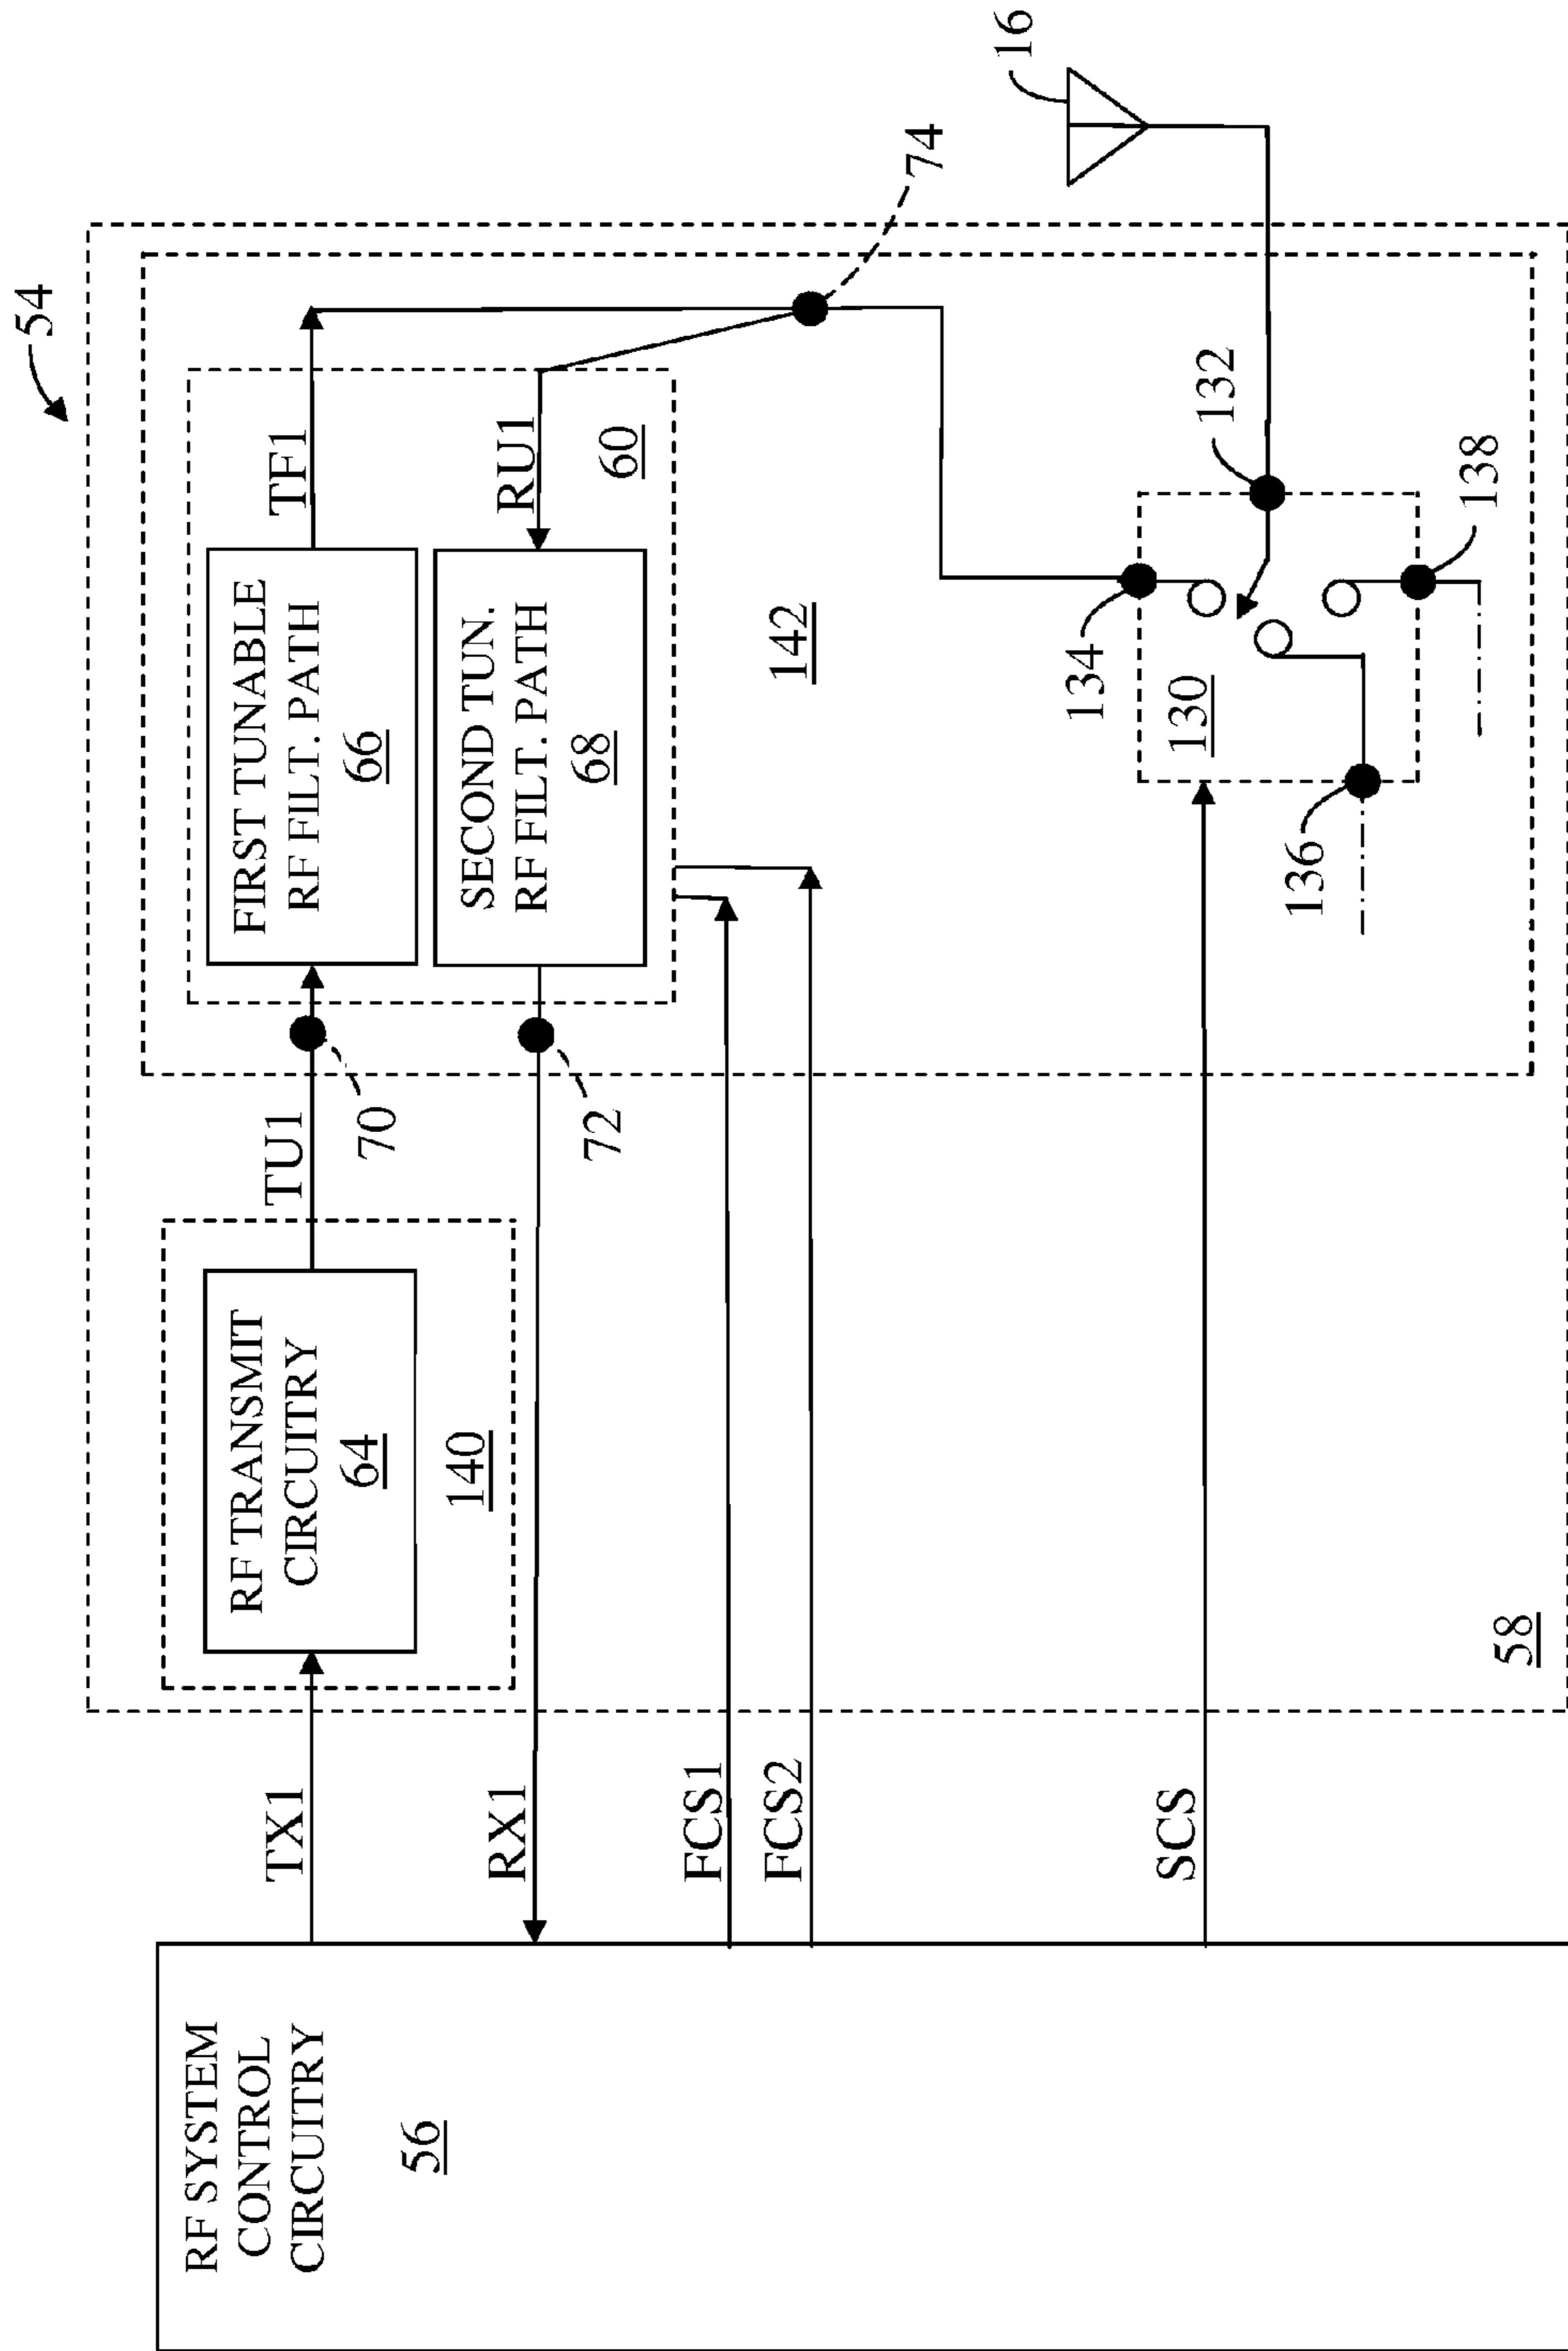 54
RF SYSTEM
CONTROL
CIRCUITRY
56
TX1
RF TRANSMIT
CIRCUITRY
64
140
TU1
70
FIRST TUNABLE
RF FILT. PATH
66
TF1
RX1
72
SECOND TUN.
RF FILT. PATH
68
RU1
60
FCS1
FCS2
142
74
16
SCS
134
130
132
136
138
58